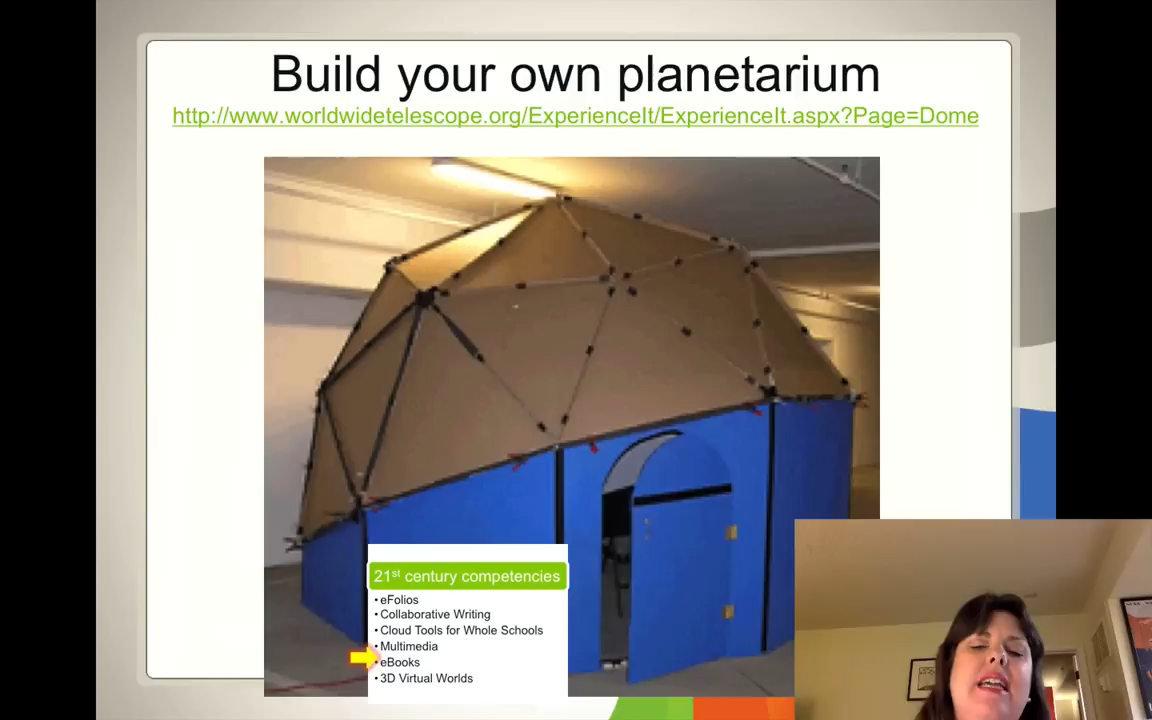 Build your own planetarium
http://www.worldwidetelescope.org/ExperienceIt/ExperienceIt.aspx?Page=Dome
21st century competencies
• eFolios
• Collaborative Writing
• Cloud Tools for Whole Schools
• Multimedia
• eBooks
• 3D Virtual Worlds